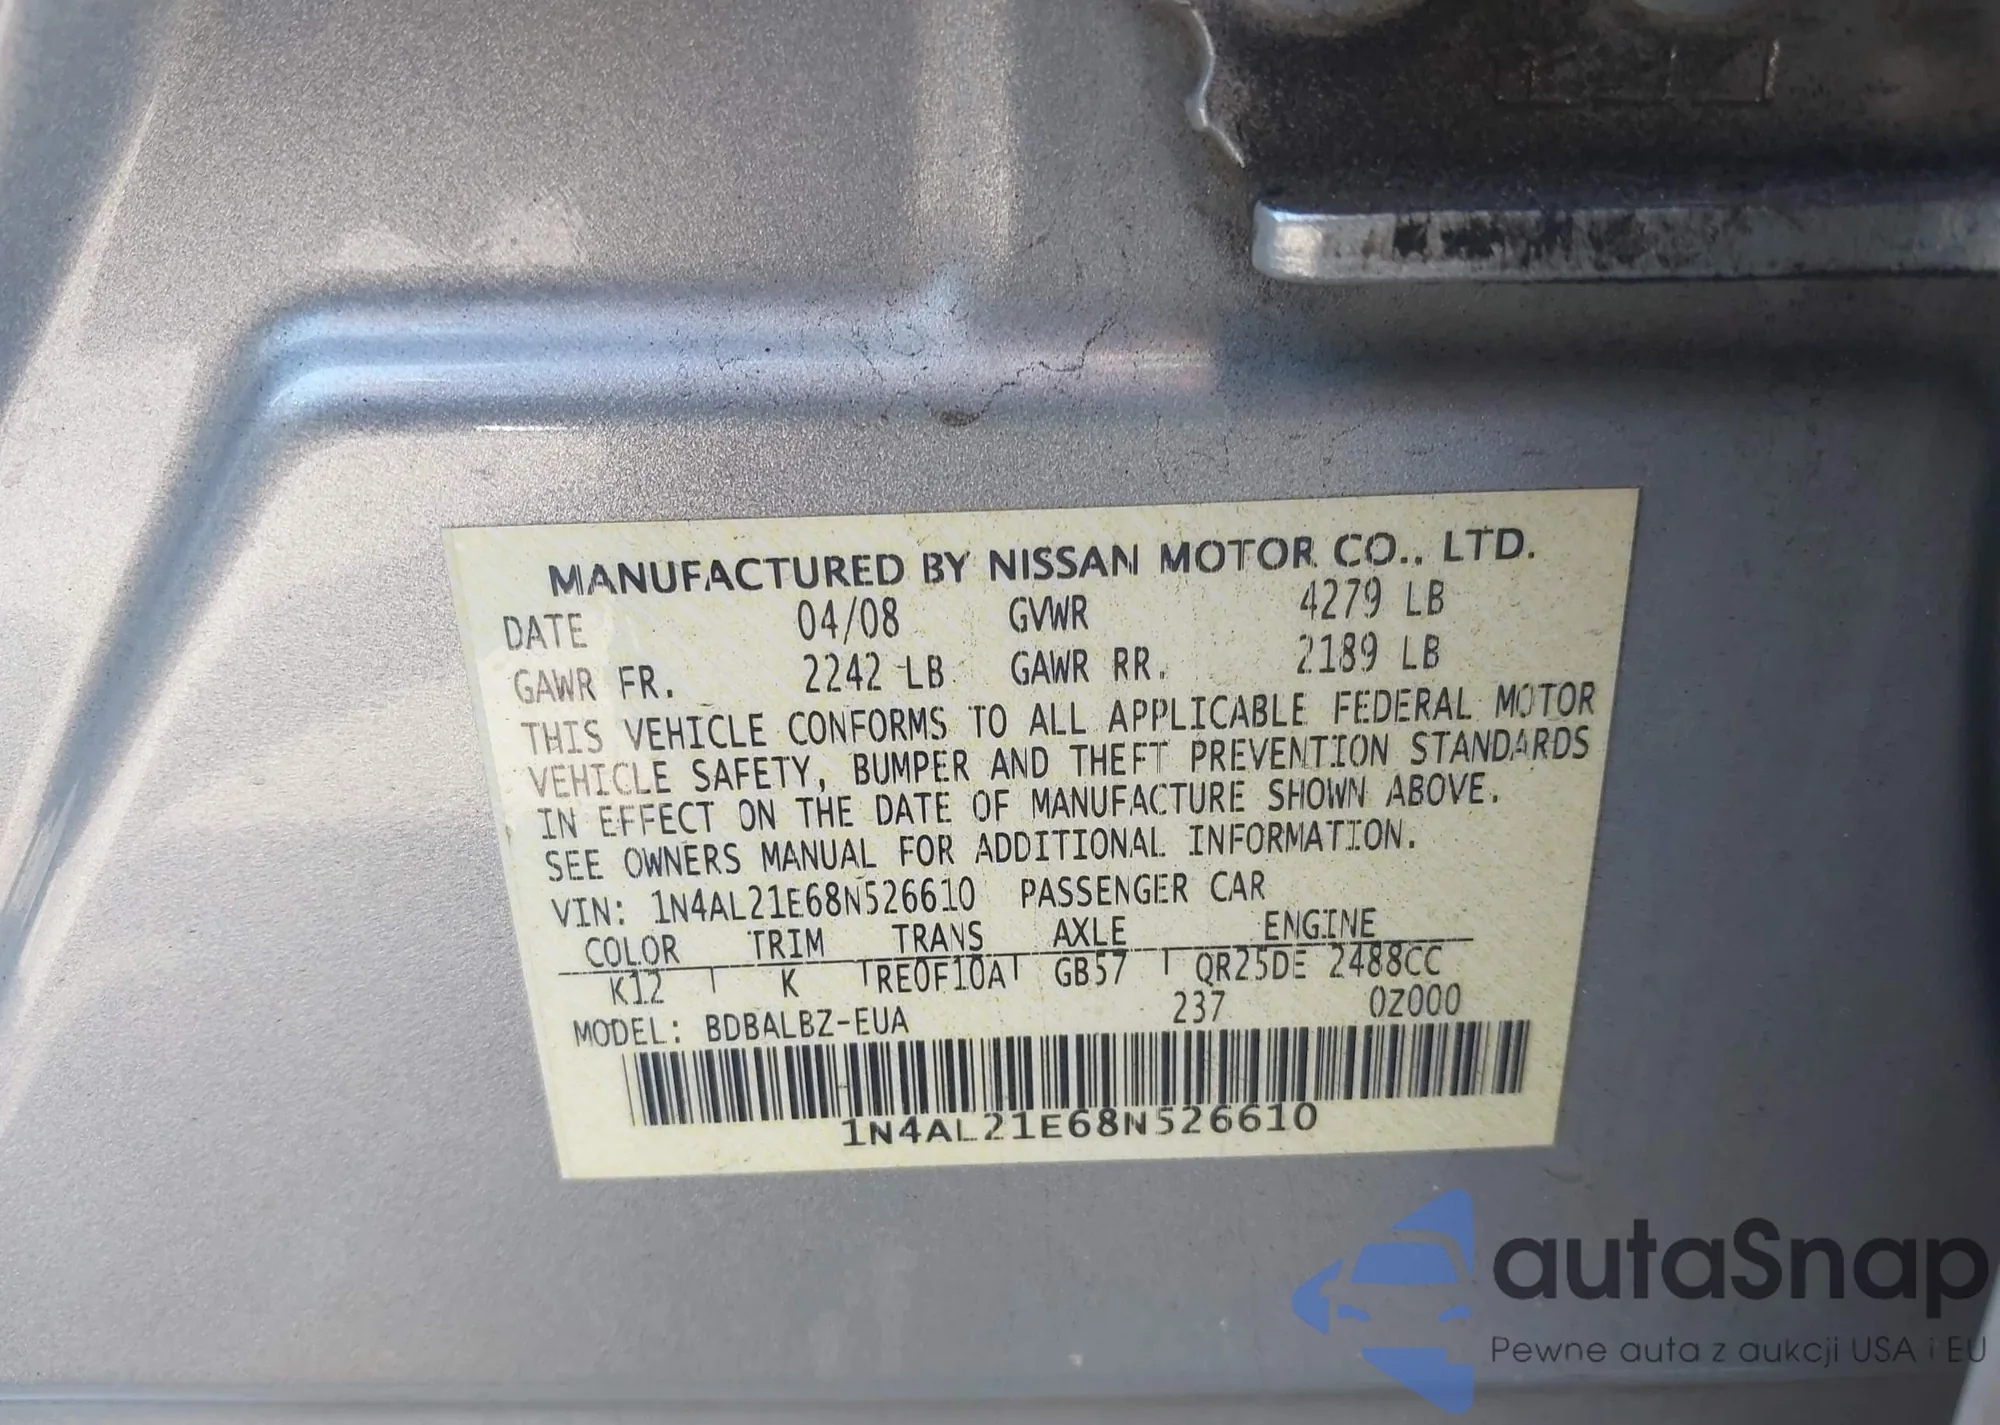 MANUFACTURED BY NISSAN MOTOR CO., LTD.
DATE 04/08 GVWR 4279 LB
GAWR FR. 2242 LB GAWR RR. 2189 LB
THIS VEHICLE CONFORMS TO ALL APPLICABLE FEDERAL MOTOR
VEHICLE SAFETY, BUMPER AND THEFT PREVENTION STANDARDS
IN EFFECT ON THE DATE OF MANUFACTURE SHOWN ABOVE.
SEE OWNERS MANUAL FOR ADDITIONAL INFORMATION.
VIN: 1N4AL21E68N526610 PASSENGER CAR
COLOR TRIM TRANS AXLE ENGINE
K12 K RE0F10A GB57 QR25DE 2488CC
237 0Z000
MODEL: BDBALBZ-EUA
1N4AL21E68N526610
autaSnap
Pewne auta z aukcji USA i EU